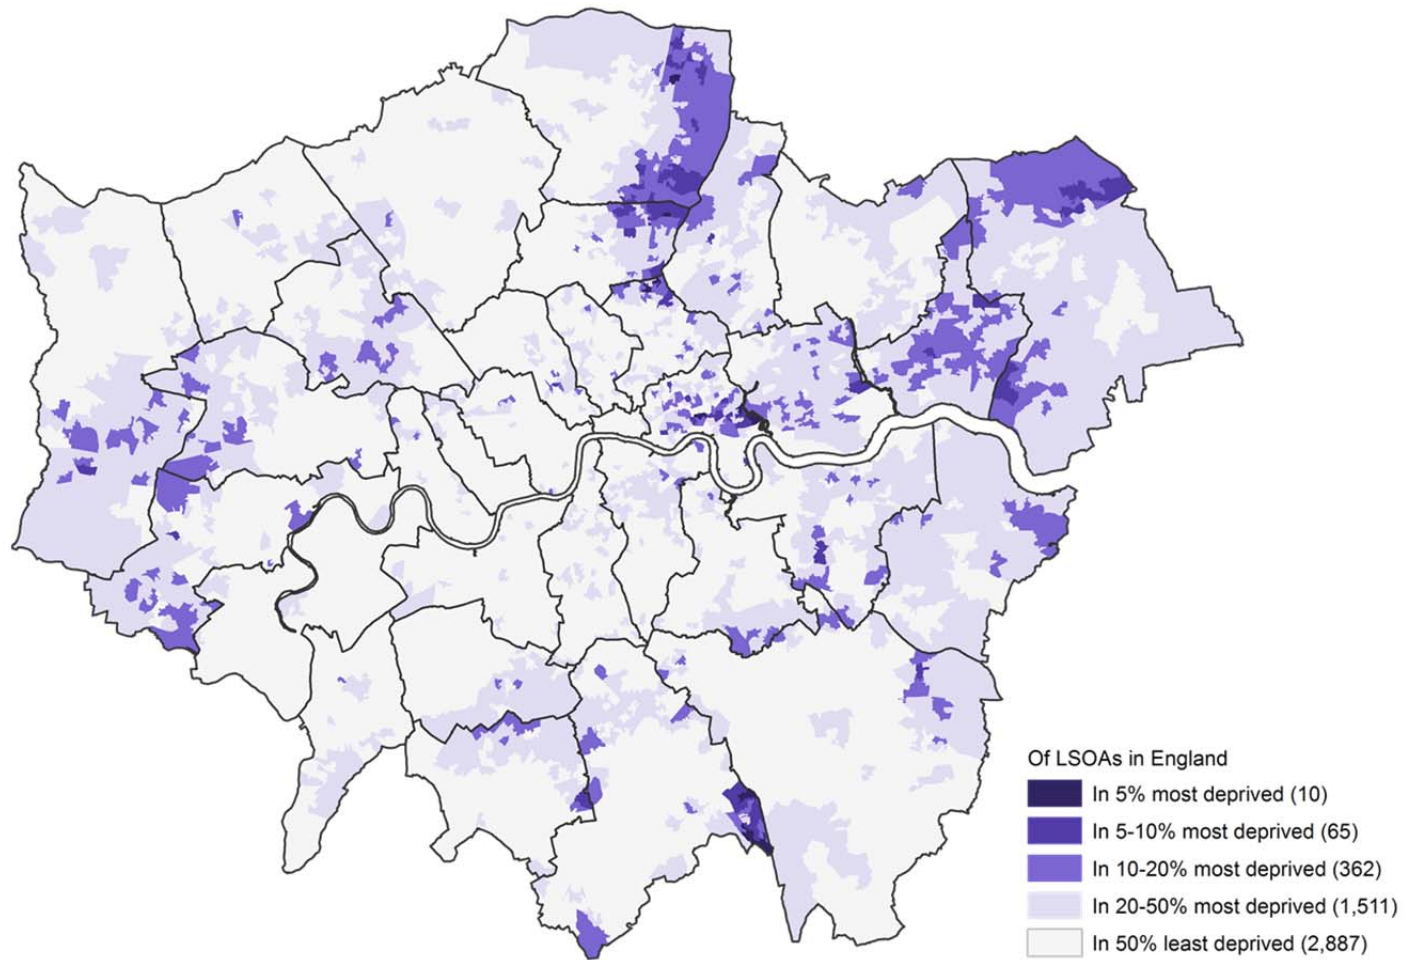 Of LSOAs in England
In 5% most deprived (10)
In 5-10% most deprived (65)
In 10-20% most deprived (362)
In 20-50% most deprived (1,511)
In 50% least deprived (2,887)